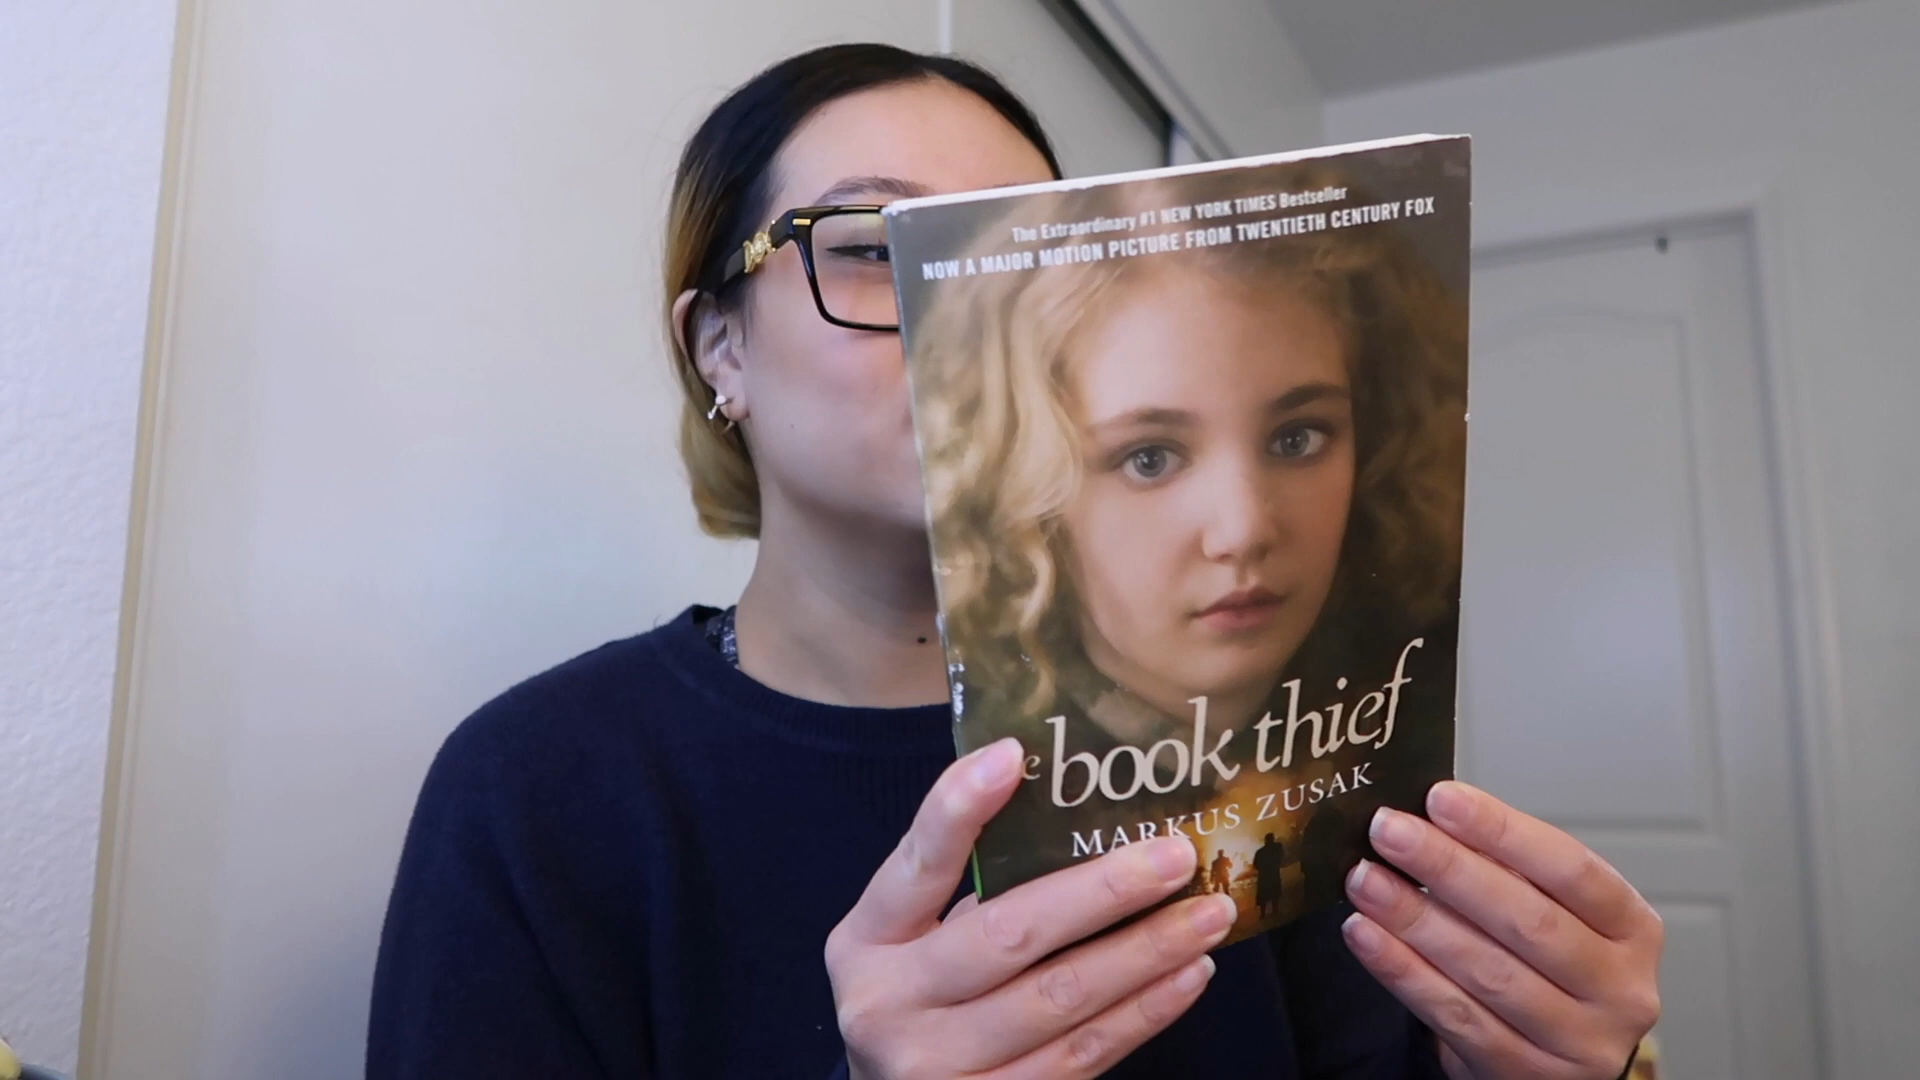 The Extraordinary #1 NEW YORK TIMES Bestseller
NOW A MAJOR MOTION PICTURE FROM TWENTIETH CENTURY FOX
e book thief
MARKUS ZUSAK